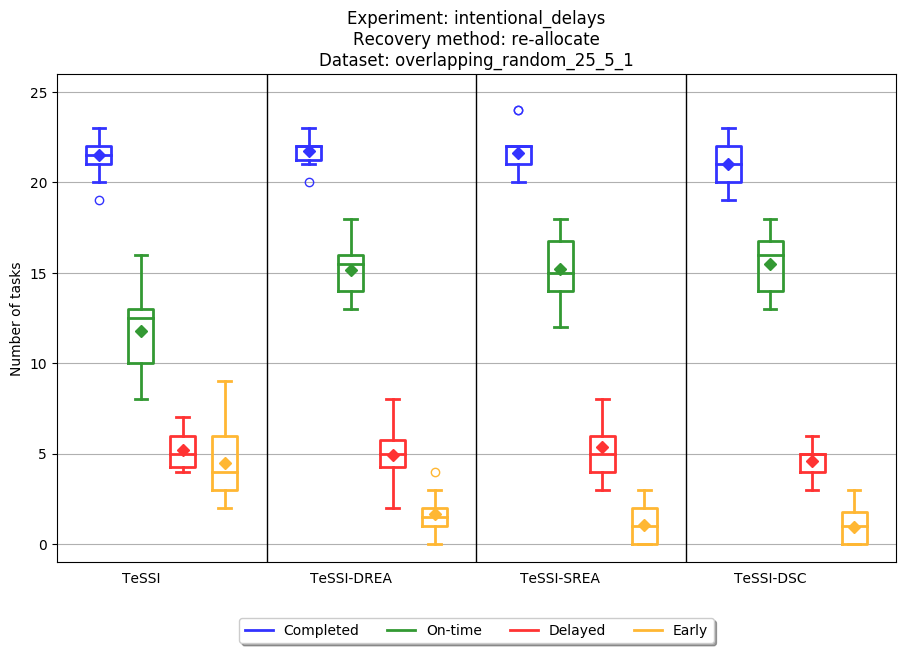 Experiment: intentional_delays
Recovery method: re-allocate
Dataset: overlapping_random_25_5_1
Number of tasks
25
20
15
10
5
0
TeSSI TeSSI-DREA TeSSI-SREA TeSSI-DSC
Completed On-time Delayed Early